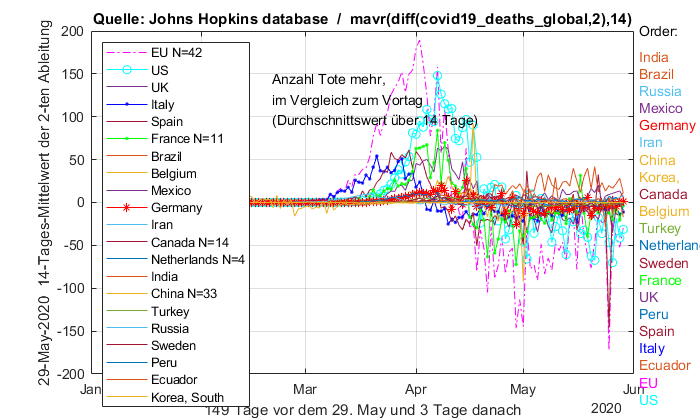 Quelle: Johns Hopkins database / mavr(diff(covid19_deaths_global,2),14)
29-May-2020 14-Tages-Mittelwert der 2-ten Ableitung
200
150
100
50
0
-50
-100
-150
-200
EU N=42
US
UK
Italy
Spain
France N=11
Brazil
Belgium
Mexico
Germany
Iran
Canada N=14
Netherlands N=4
India
China N=33
Turkey
Russia
Sweden
Peru
Ecuador
Korea, South
Anzahl Tote mehr,
im Vergleich zum Vortag
(Durchschnittswert über 14 Tage)
Order:
India
Brazil
Russia
Mexico
Germany
Iran
China
Korea,
Canada
Belgium
Turkey
Netherland
Sweden
France
UK
Peru
Spain
Italy
Ecuador
EU
US
Jan
Mar
Apr
May
Jun
2020
149 Tage vor dem 29. May und 3 Tage danach